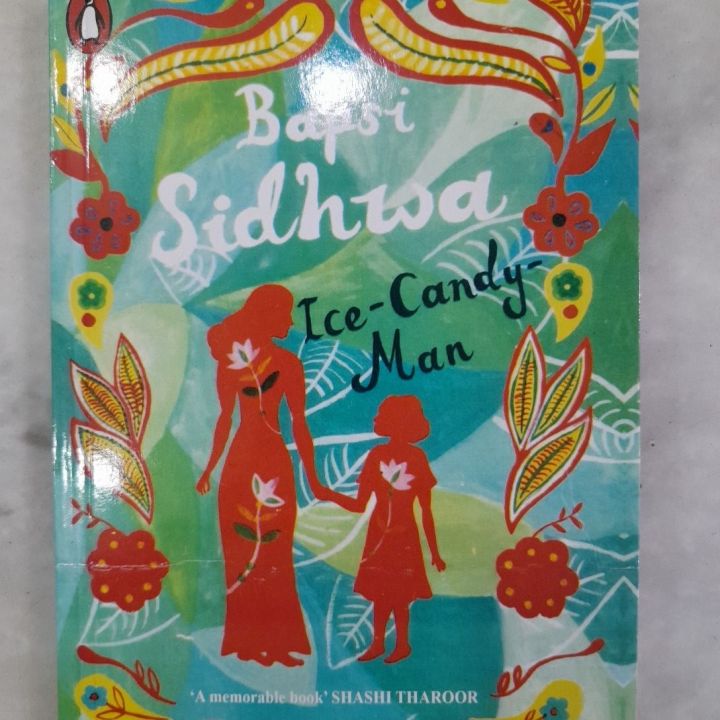 Bapsi
Sidhwa
Ice-Candy-
Man
'A memorable book' SHASHI THAROOR